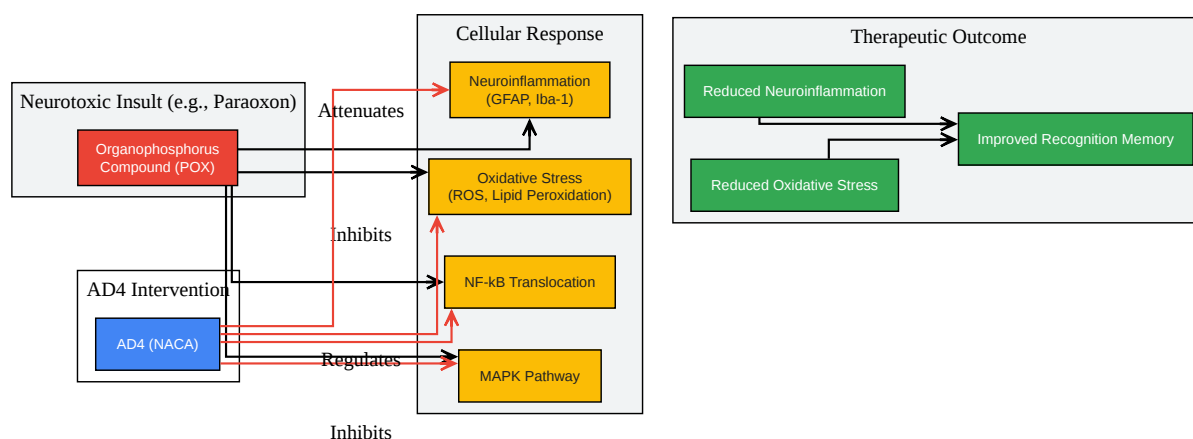 Neurotoxic Insult (e.g., Paraoxon)
Organophosphorus
Compound (POX)
AD4 Intervention
AD4 (NACA)
Attenuates
Inhibits
Regulates
Inhibits
Cellular Response
Neuroinflammation
(GFAP, Iba-1)
Oxidative Stress
(ROS, Lipid Peroxidation)
NF-kB Translocation
MAPK Pathway
Therapeutic Outcome
Reduced Neuroinflammation
Reduced Oxidative Stress
Improved Recognition Memory